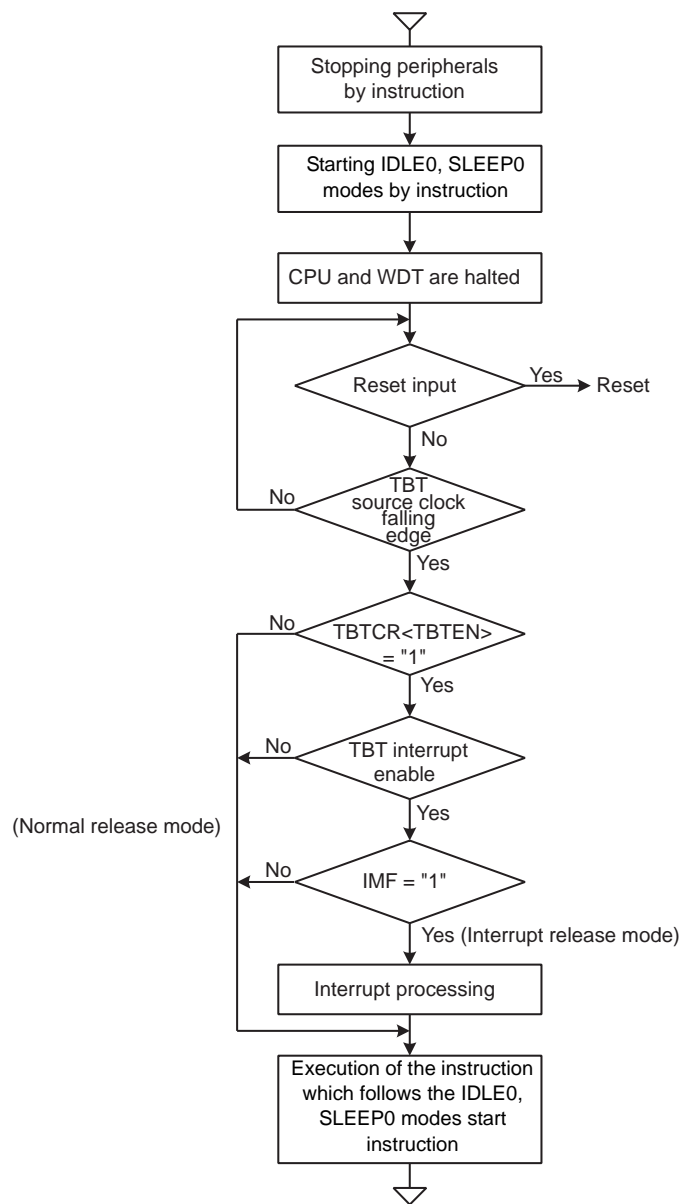 Stopping peripherals
by instruction
Starting IDLE0, SLEEP0
modes by instruction
CPU and WDT are halted
Reset input
Yes
Reset
No
No
TBT
source clock
falling
edge
Yes
No
TBTCR<TBTEN>
= "1"
Yes
No
TBT interrupt
enable
(Normal release mode)
Yes
No
IMF = "1"
Yes (Interrupt release mode)
Interrupt processing
Execution of the instruction
which follows the IDLE0,
SLEEP0 modes start
instruction